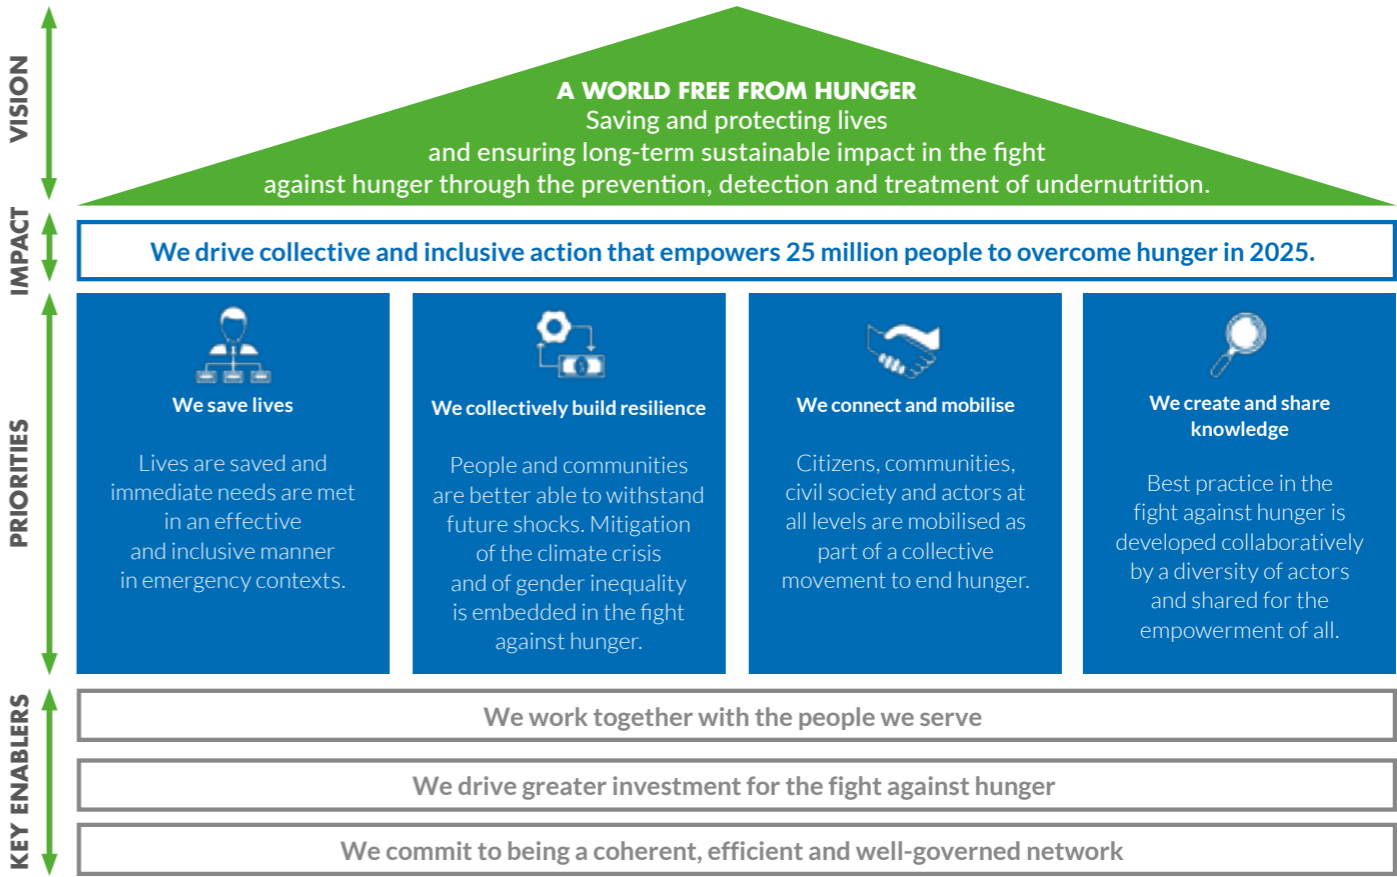 VISION
A WORLD FREE FROM HUNGER
Saving and protecting lives
and ensuring long-term sustainable impact in the fight
against hunger through the prevention, detection and treatment of undernutrition.
IMPACT
We drive collective and inclusive action that empowers 25 million people to overcome hunger in 2025.
PRIORITIES
We save lives
Lives are saved and
immediate needs are met
in an effective
and inclusive manner
in emergency contexts.
We collectively build resilience
People and communities
are better able to withstand
future shocks. Mitigation
of the climate crisis
and of gender inequality
is embedded in the fight
against hunger.
We connect and mobilise
Citizens, communities,
civil society and actors at
all levels are mobilised as
part of a collective
movement to end hunger.
We create and share
knowledge
Best practice in the
fight against hunger is
developed collaboratively
by a diversity of actors
and shared for the
empowerment of all.
KEY ENABLERS
We work together with the people we serve
We drive greater investment for the fight against hunger
We commit to being a coherent, efficient and well-governed network